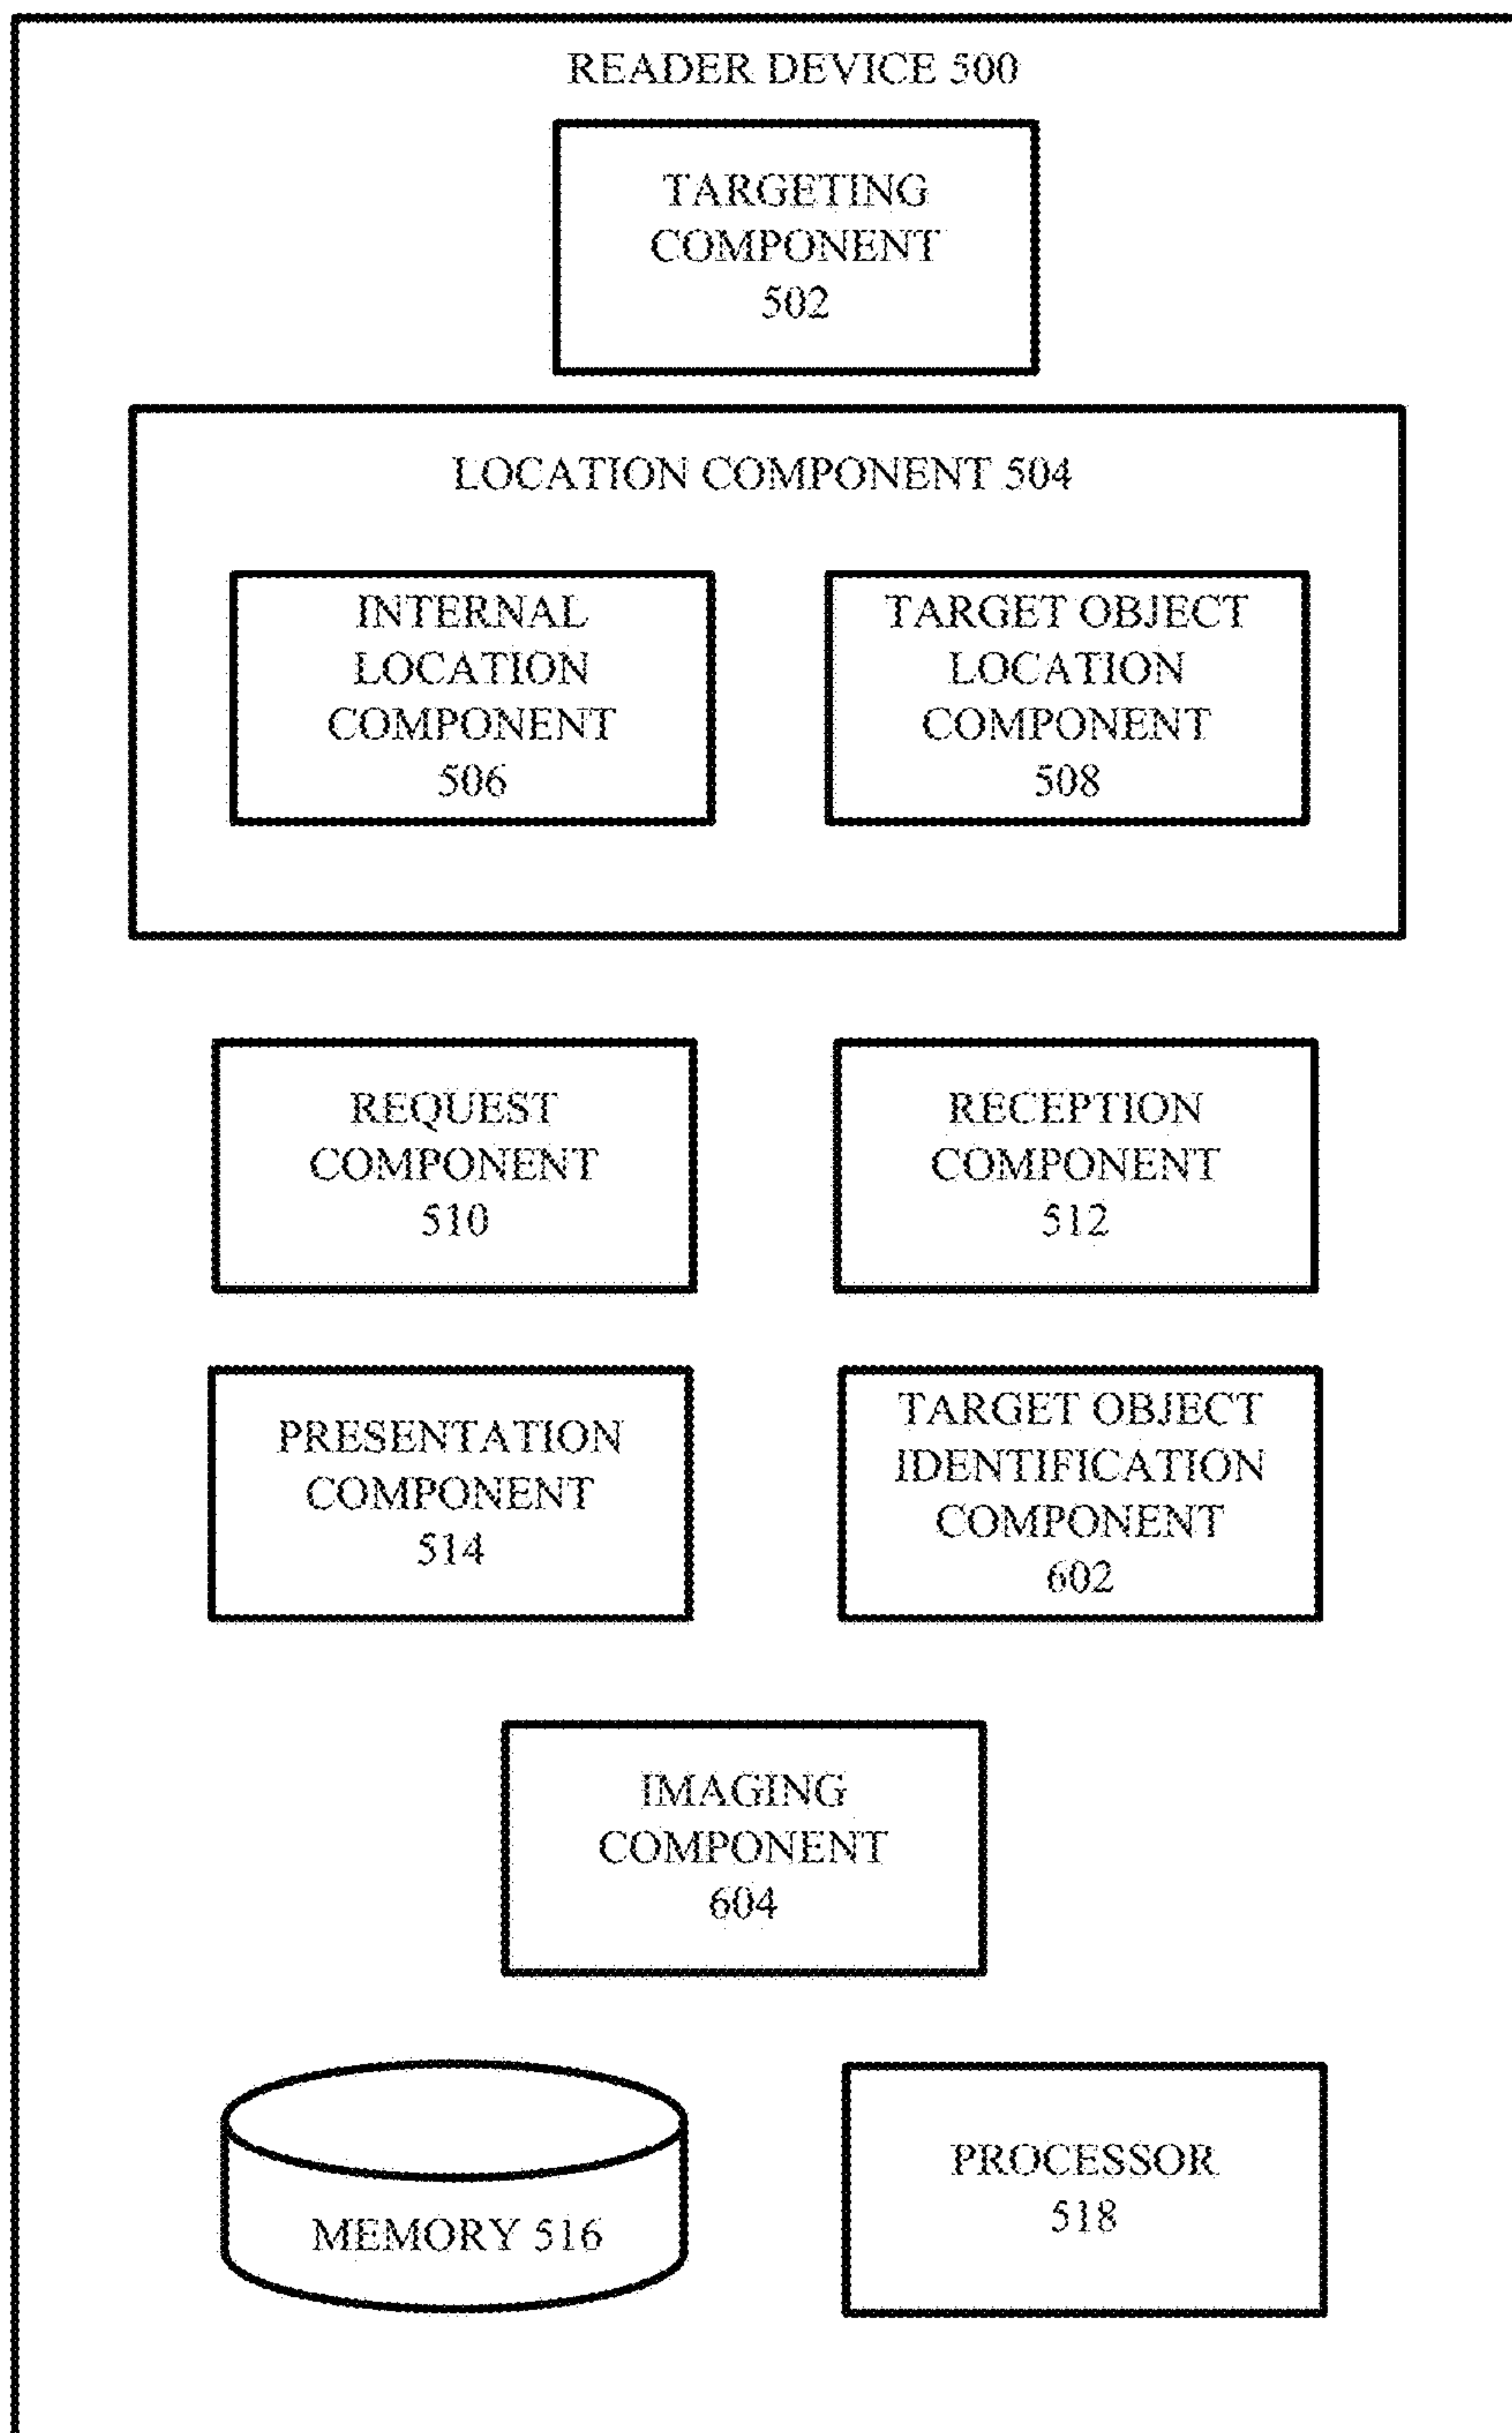 READER DEVICE 500
TARGETING
COMPONENT
502
LOCATION COMPONENT 504
INTERNAL
LOCATION
COMPONENT
506
TARGET OBJECT
LOCATION
COMPONENT
508
REQUEST
COMPONENT
510
RECEPTION
COMPONENT
512
PRESENTATION
COMPONENT
514
TARGET OBJECT
IDENTIFICATION
COMPONENT
602
IMAGING
COMPONENT
604
MEMORY 516
PROCESSOR
518